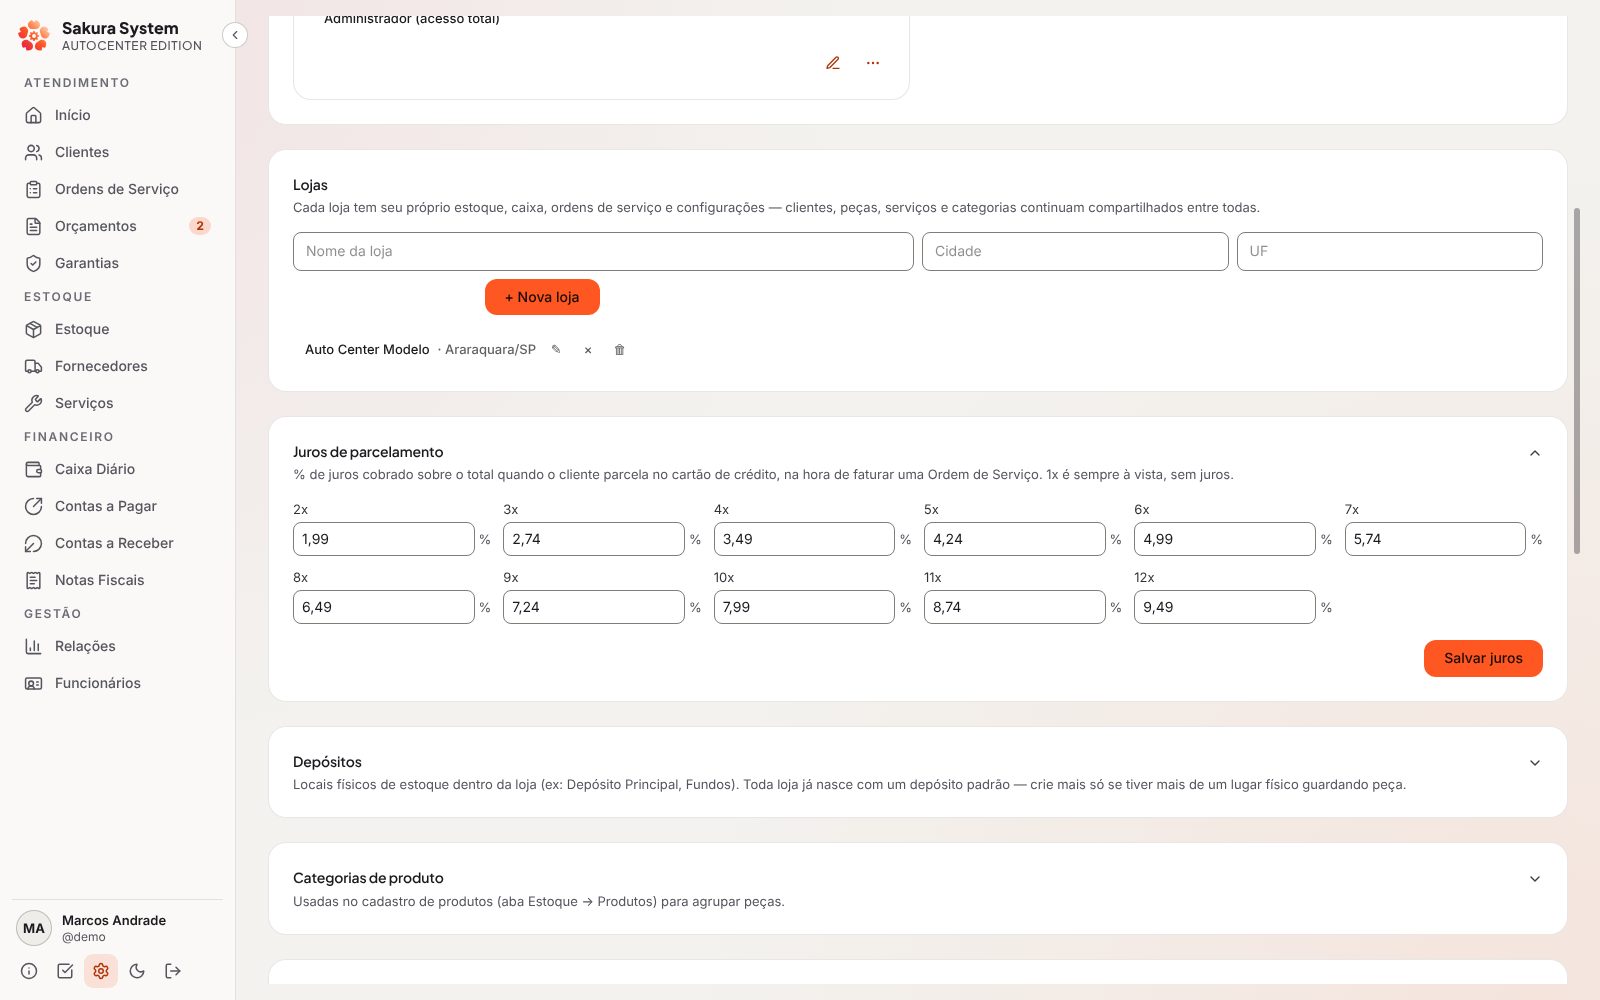 Sakura System
AUTOCENTER EDITION
ATENDIMENTO
Início
Clientes
Ordens de Serviço
Orçamentos 2
Garantias
ESTOQUE
Estoque
Fornecedores
Serviços
FINANCEIRO
Caixa Diário
Contas a Pagar
Contas a Receber
Notas Fiscais
GESTÃO
Relações
Funcionários
MA
Marcos Andrade
@demo
Administrador (acesso total)
Lojas
Cada loja tem seu próprio estoque, caixa, ordens de serviço e configurações — clientes, peças, serviços e categorias continuam compartilhados entre todas.
Nome da loja Cidade UF
+ Nova loja
Auto Center Modelo · Araraquara/SP ✎ × 🗑
Juros de parcelamento
% de juros cobrado sobre o total quando o cliente parcela no cartão de crédito, na hora de faturar uma Ordem de Serviço. 1x é sempre à vista, sem juros.
2x 3x 4x 5x 6x 7x
1,99 % 2,74 % 3,49 % 4,24 % 4,99 % 5,74 %
8x 9x 10x 11x 12x
6,49 % 7,24 % 7,99 % 8,74 % 9,49 %
Salvar juros
Depósitos
Locais físicos de estoque dentro da loja (ex: Depósito Principal, Fundos). Toda loja já nasce com um depósito padrão — crie mais só se tiver mais de um lugar físico guardando peça.
Categorias de produto
Usadas no cadastro de produtos (aba Estoque → Produtos) para agrupar peças.